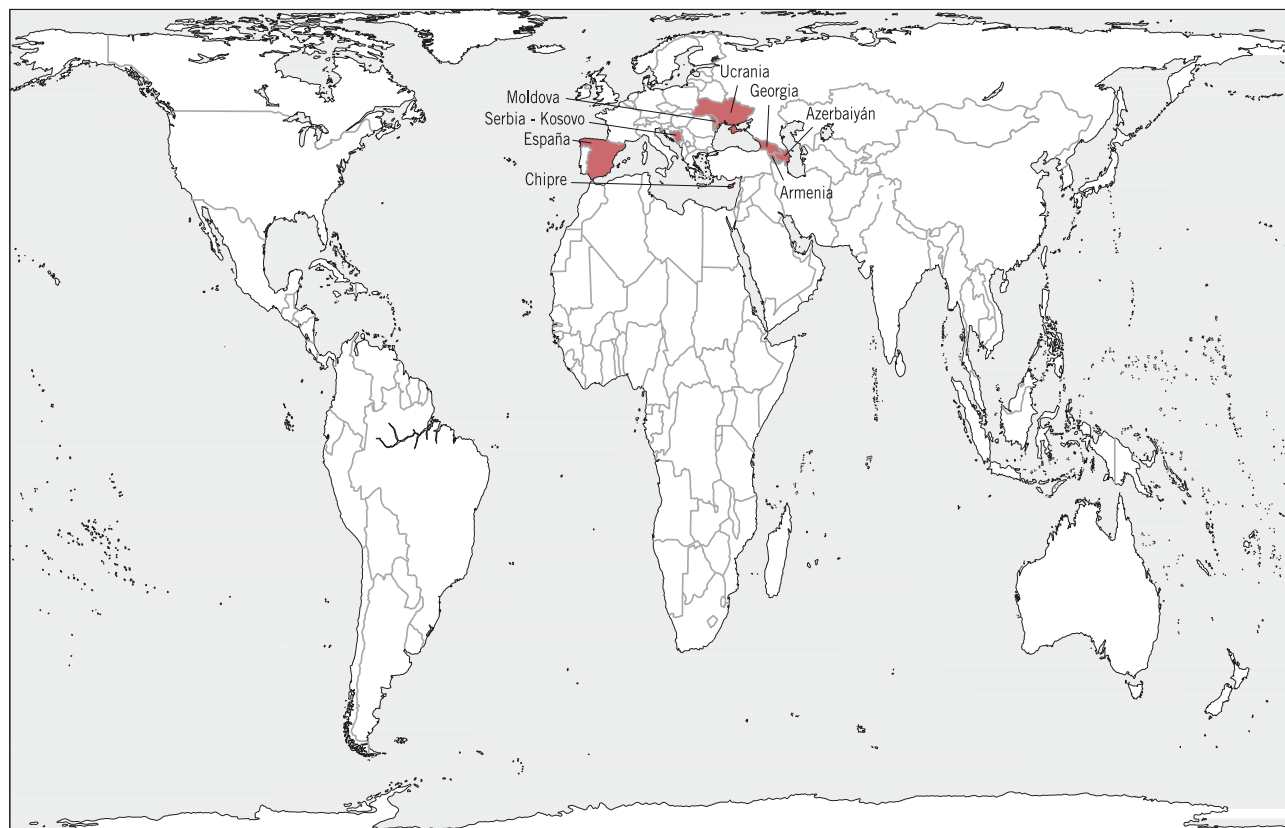 Ucrania
Georgia
Moldova
Azerbaiyán
Serbia - Kosovo
España
Chipre
Armenia